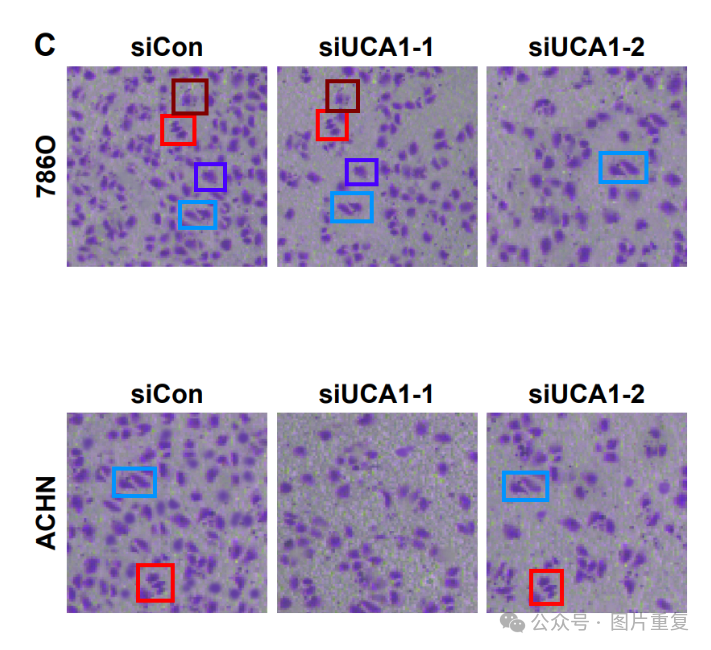 C
siCon siUCA1-1 siUCA1-2
786O
siCon siUCA1-1 siUCA1-2
ACHN
公众号 · 图片重复